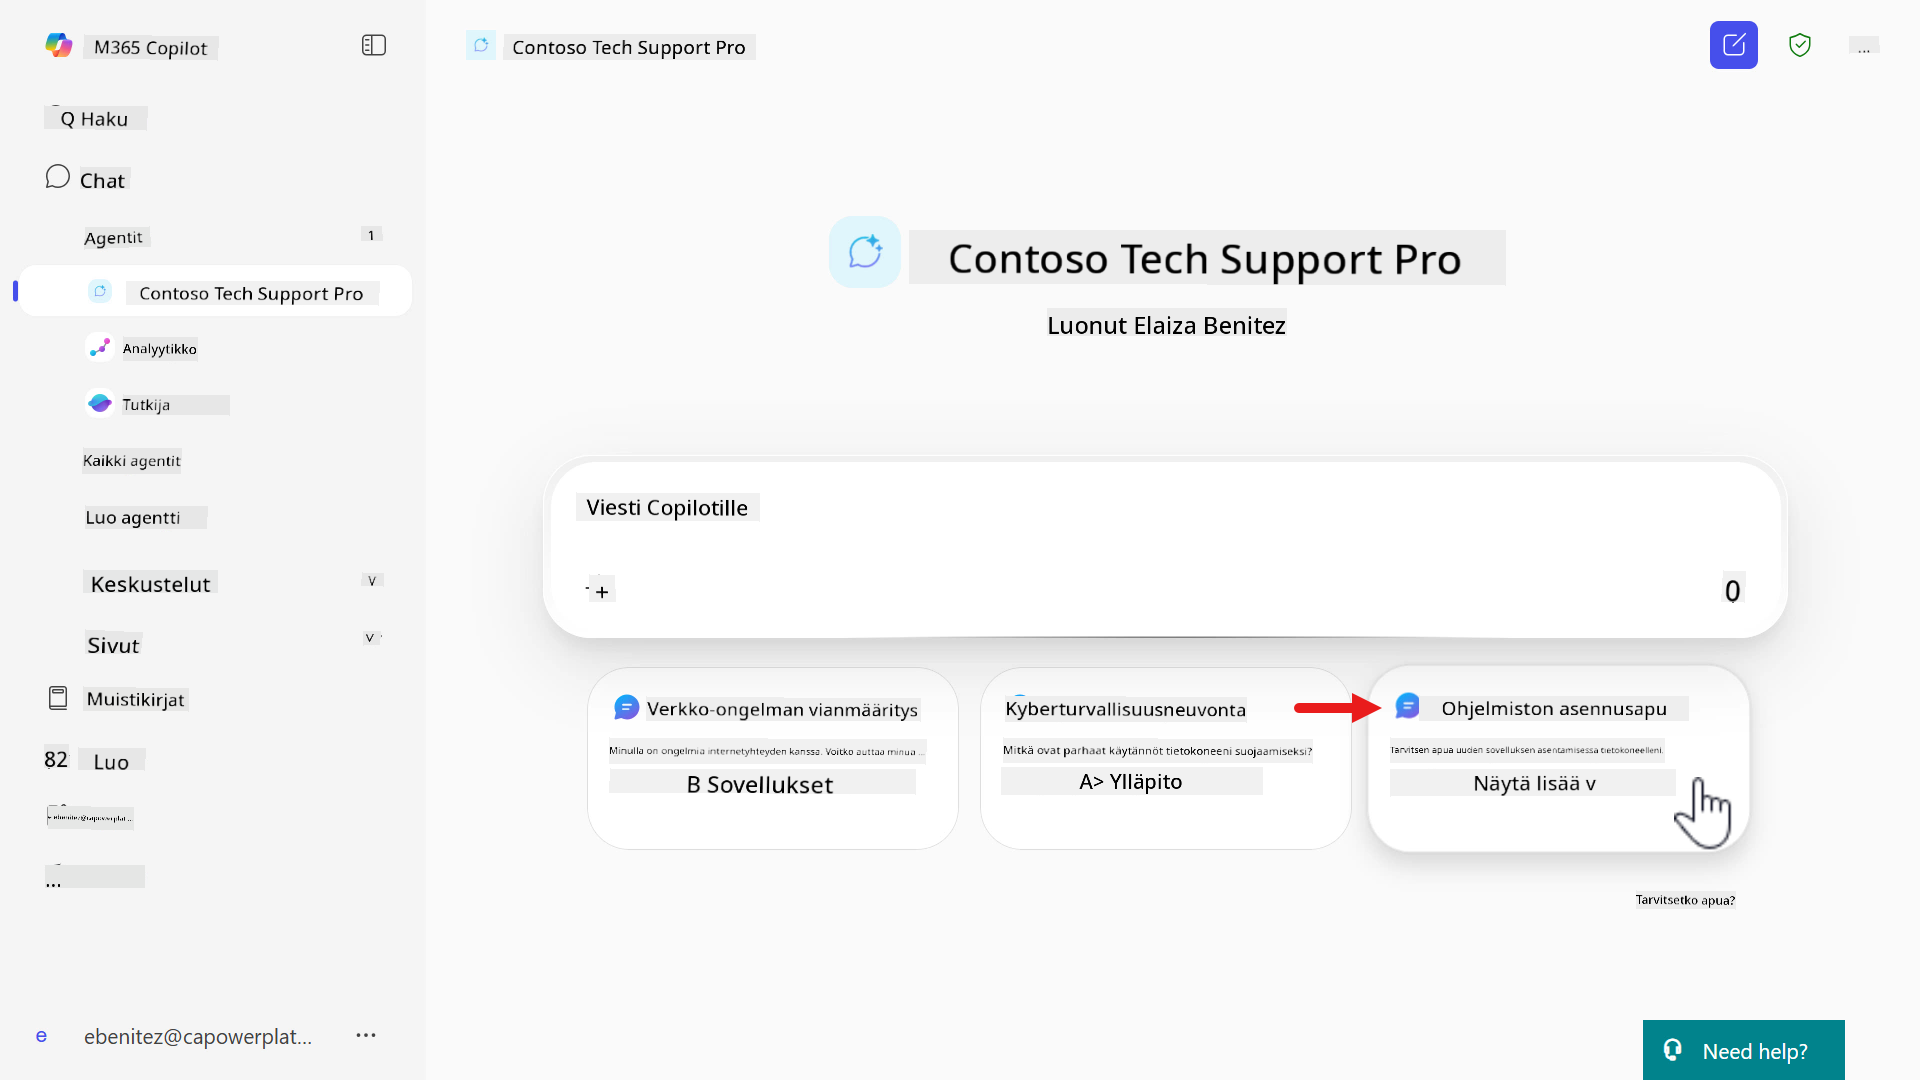 M365 Copilot
Q Haku
Chat
Agentit 1
Contoso Tech Support Pro
Analyytikko
Tutkija
Kaikki agentit
Luo agentti
Keskustelut V
Sivut V
Muistikirjat
82 Luo
ebenitez@capowerplat...
...
e ebenitez@capowerplat... ...
Contoso Tech Support Pro
...
Contoso Tech Support Pro
Luonut Elaiza Benitez
Viesti Copilotille
+ 0
Verkko-ongelman vianmääritys
Minulla on ongelmia internetyhteyden kanssa. Voitko auttaa minua ...
B Sovellukset
Kyberturvallisuusneuvonta
Mitkä ovat parhaat käytännöt tietokoneeni suojaamiseksi?
A> Ylläpito
Ohjelmiston asennusapu
Tarvitsen apua uuden sovelluksen asentamisessa tietokoneelleni.
Näytä lisää v
Tarvitsetko apua?
Need help?